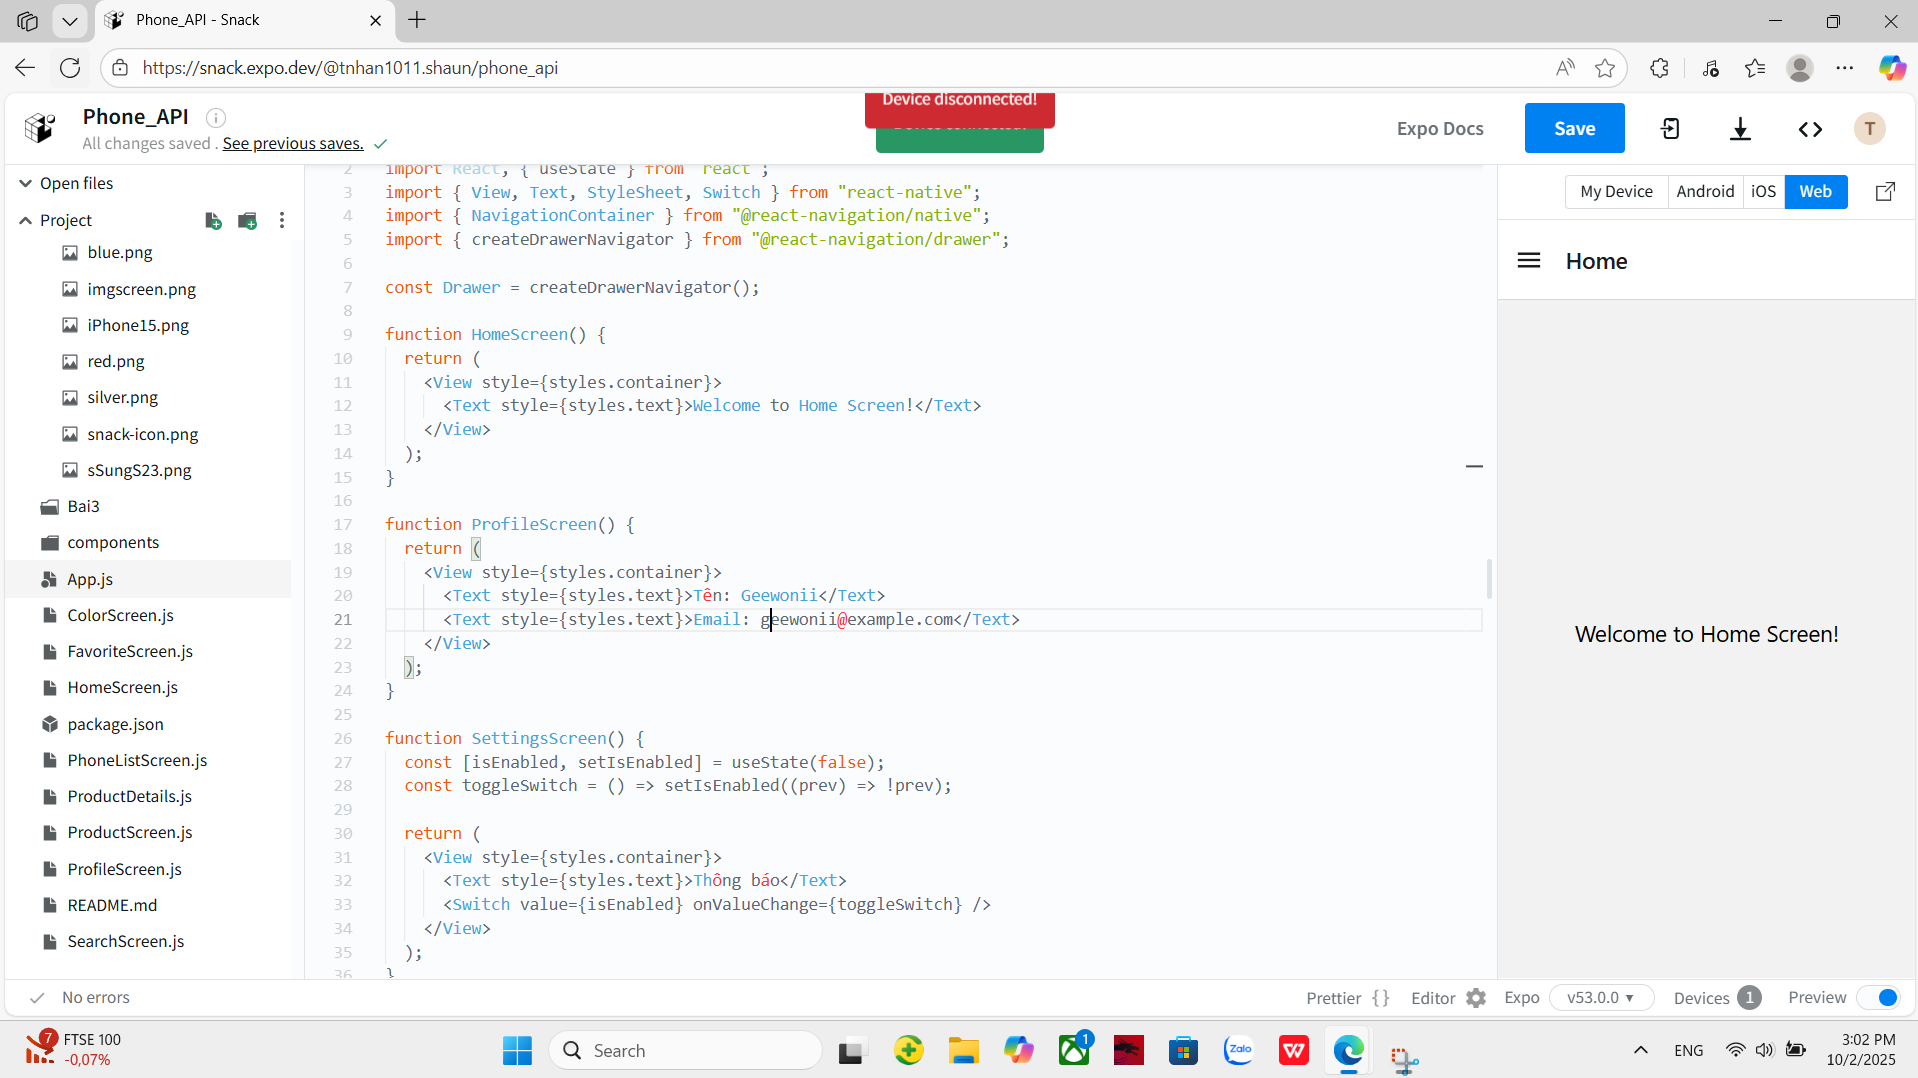 Phone_API - Snack
https://snack.expo.dev/@tnhan1011.shaun/phone_api
Phone_API
All changes saved . See previous saves.
Device disconnected!
Device connected!
Expo Docs
Save
T
Open files
Project
blue.png
imgscreen.png
iPhone15.png
red.png
silver.png
snack-icon.png
sSungS23.png
Bai3
components
App.js
ColorScreen.js
FavoriteScreen.js
HomeScreen.js
package.json
PhoneListScreen.js
ProductDetails.js
ProductScreen.js
ProfileScreen.js
README.md
SearchScreen.js
2 import React, { useState } from "react";
3 import { View, Text, StyleSheet, Switch } from "react-native";
4 import { NavigationContainer } from "@react-navigation/native";
5 import { createDrawerNavigator } from "@react-navigation/drawer";
6
7 const Drawer = createDrawerNavigator();
8
9 function HomeScreen() {
10 return (
11 <View style={styles.container}>
12 <Text style={styles.text}>Welcome to Home Screen!</Text>
13 </View>
14 );
15 }
16
17 function ProfileScreen() {
18 return (
19 <View style={styles.container}>
20 <Text style={styles.text}>Tên: Geewonii</Text>
21 <Text style={styles.text}>Email: geewonii@example.com</Text>
22 </View>
23 );
24 }
25
26 function SettingsScreen() {
27 const [isEnabled, setIsEnabled] = useState(false);
28 const toggleSwitch = () => setIsEnabled((prev) => !prev);
29
30 return (
31 <View style={styles.container}>
32 <Text style={styles.text}>Thông báo</Text>
33 <Switch value={isEnabled} onValueChange={toggleSwitch} />
34 </View>
35 );
36 }
My Device Android iOS Web
Home
Welcome to Home Screen!
No errors
Prettier { } Editor Expo v53.0.0 Devices 1 Preview
7
FTSE 100
-0,07%
Search
1
Zalo
ENG
3:02 PM
10/2/2025